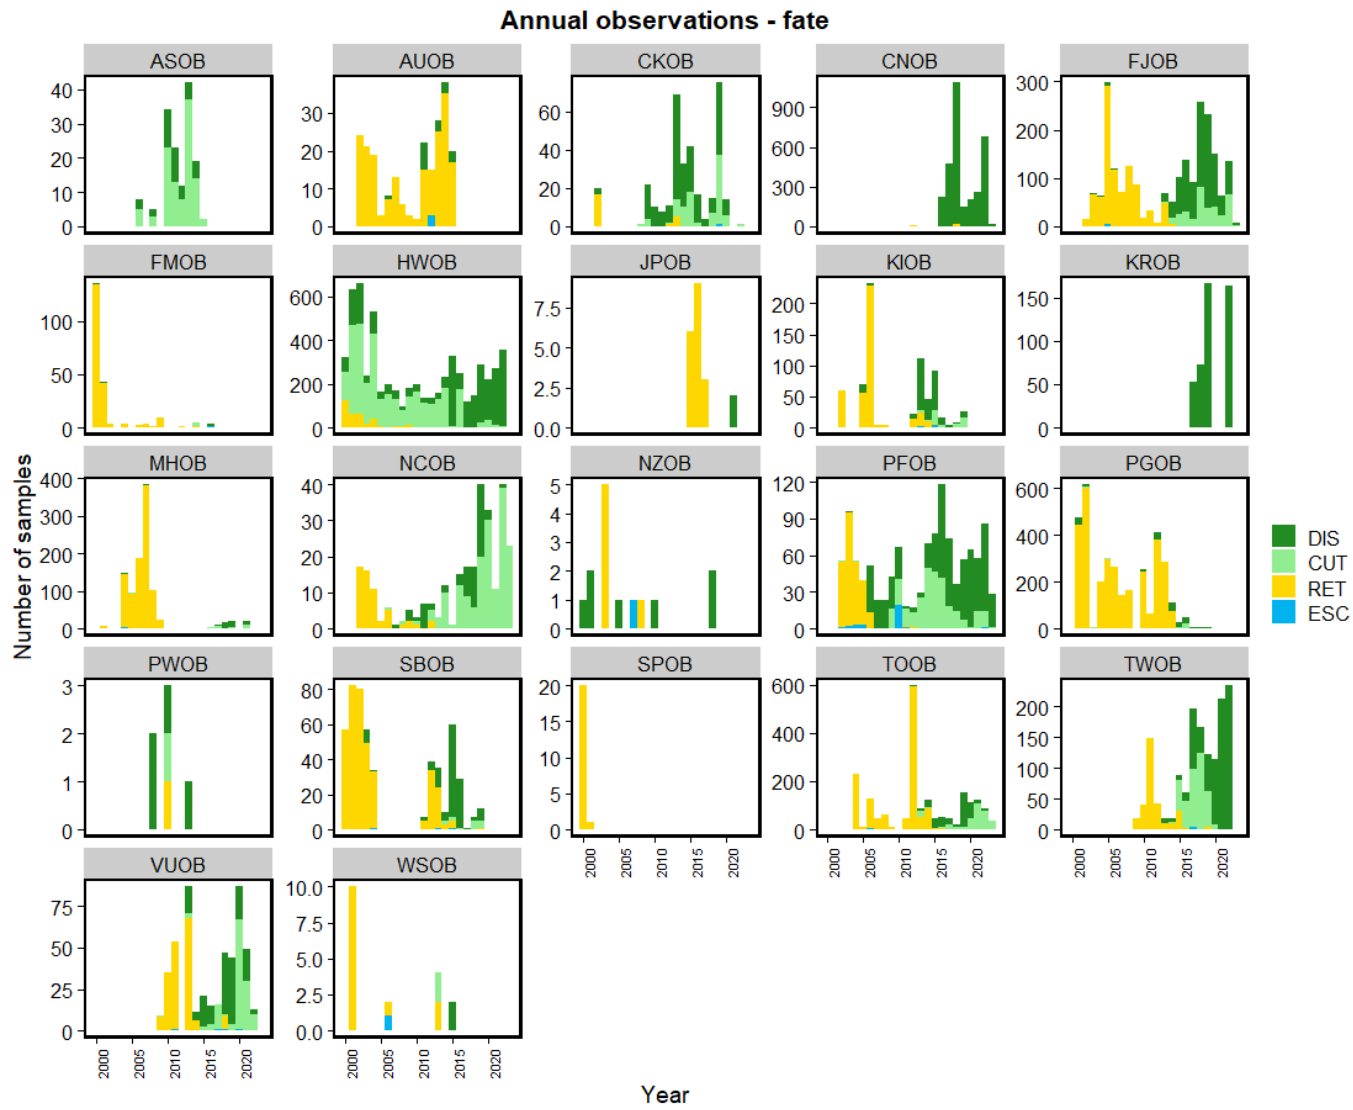 Annual observations - fate
ASOB AUOB CKOB CNOB FJOB
40 30 20 10 0
30 20 10 0
60 40 20 0
900 600 300 0
300 200 100 0
FMOB HWOB JPOB KIOB KROB
100 50 0
600 400 200 0
7.5 5.0 2.5 0.0
200 150 100 50 0
150 100 50 0
MHOB NCOB NZOB PFOB PGOB
400 300 200 100 0
40 30 20 10 0
5 4 3 2 1 0
120 90 60 30 0
600 400 200 0
Number of samples
DIS
CUT
RET
ESC
PWOB SBOB SPOB TOOB TWOB
3 2 1 0
80 60 40 20 0
20 15 10 5 0
600 400 200 0
200 150 100 50 0
2000 2005 2010 2015 2020
2000 2005 2010 2015 2020
2000 2005 2010 2015 2020
VUOB WSOB
75 50 25 0
10.0 7.5 5.0 2.5 0.0
2000 2005 2010 2015 2020
2000 2005 2010 2015 2020
Year